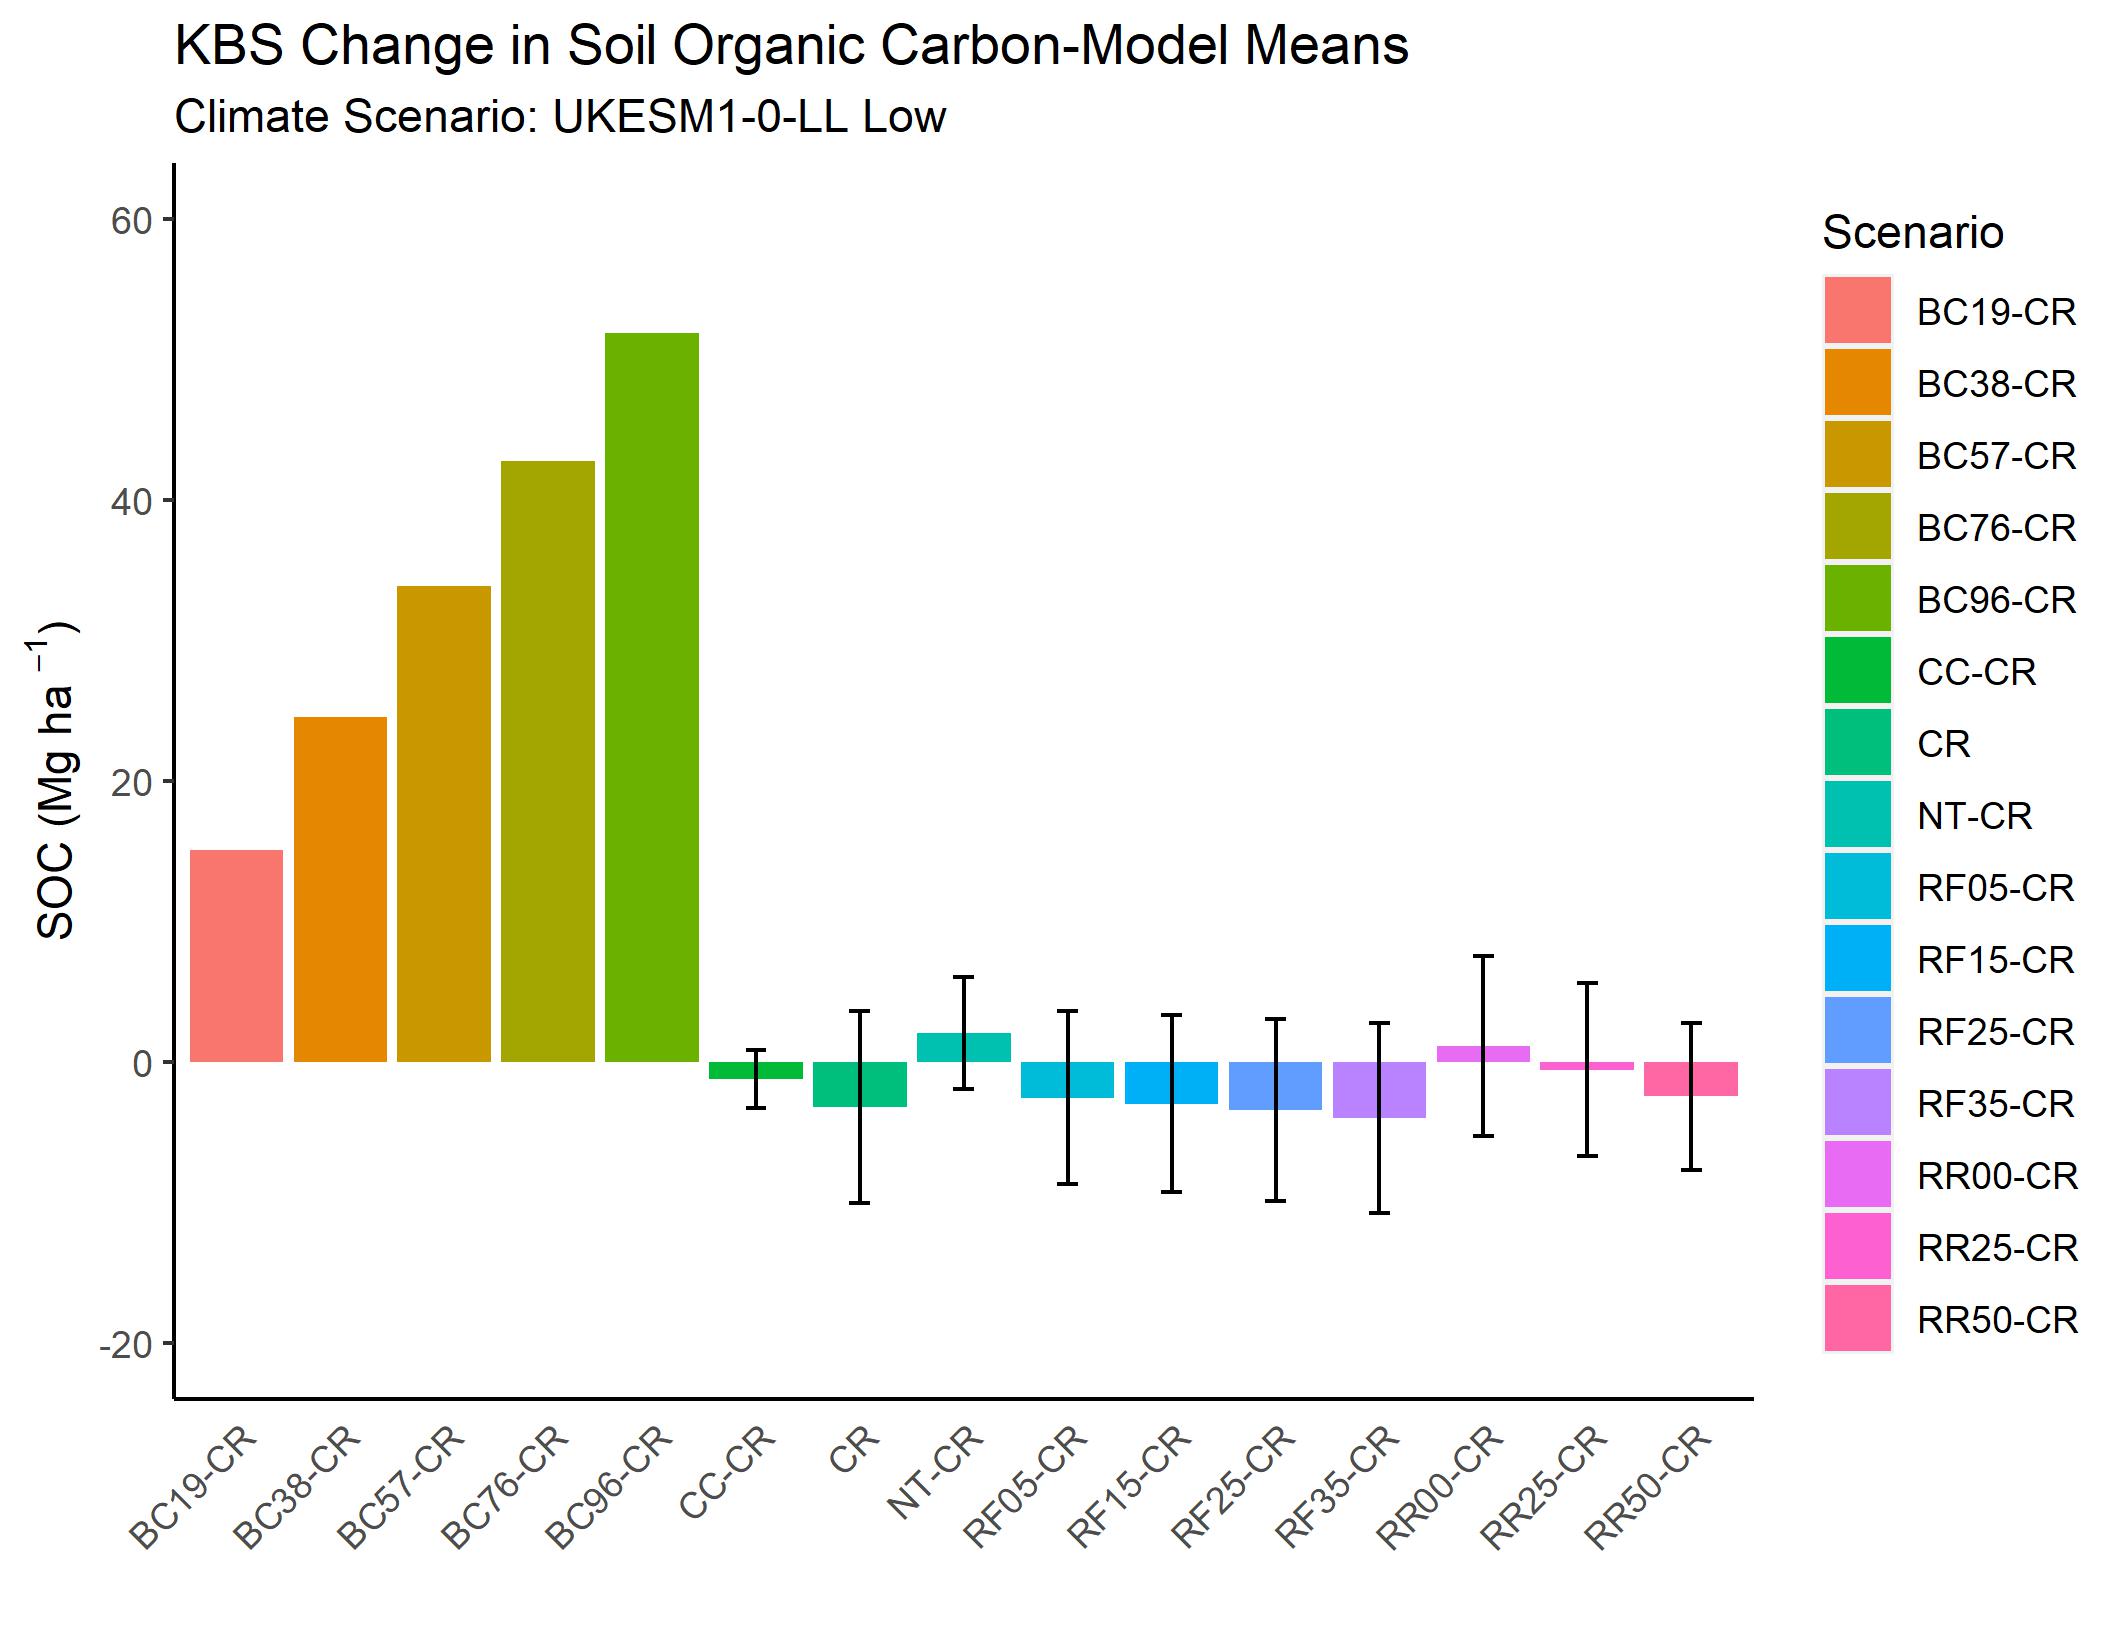 KBS Change in Soil Organic Carbon-Model Means
Climate Scenario: UKESM1-0-LL Low
SOC (Mg ha −1)
60
40
20
0
-20
BC19-CR
BC38-CR
BC57-CR
BC76-CR
BC96-CR
CC-CR
CR
NT-CR
RF05-CR
RF15-CR
RF25-CR
RF35-CR
RR00-CR
RR25-CR
RR50-CR
Scenario
BC19-CR
BC38-CR
BC57-CR
BC76-CR
BC96-CR
CC-CR
CR
NT-CR
RF05-CR
RF15-CR
RF25-CR
RF35-CR
RR00-CR
RR25-CR
RR50-CR